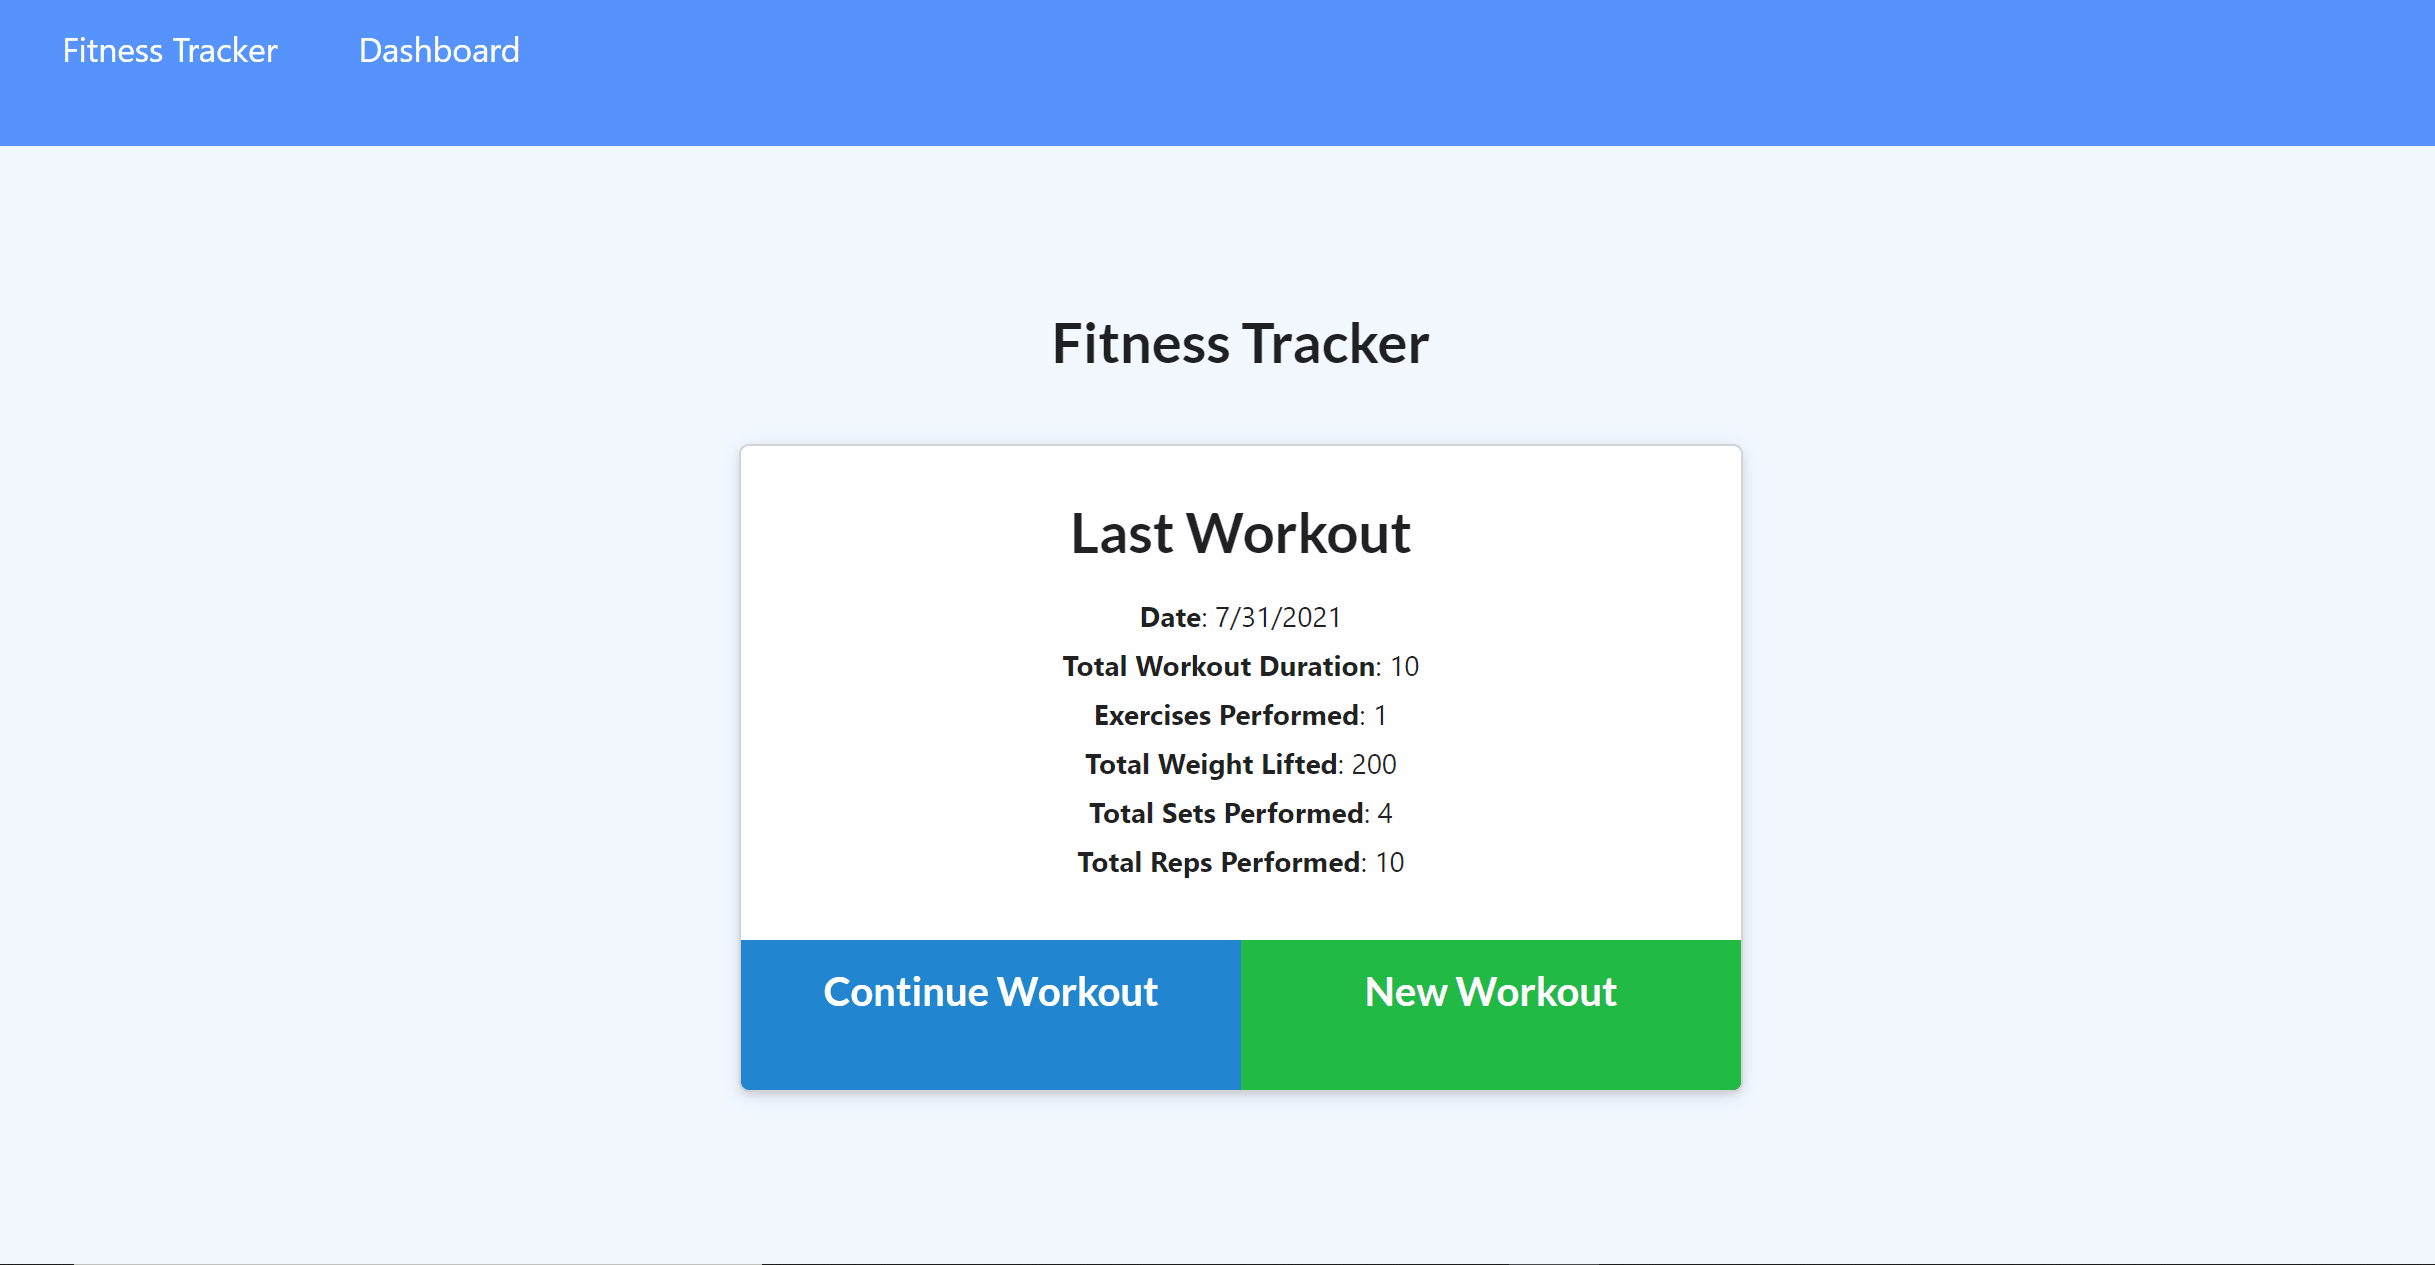 Fitness Tracker Dashboard
Fitness Tracker
Last Workout
Date: 7/31/2021
Total Workout Duration: 10
Exercises Performed: 1
Total Weight Lifted: 200
Total Sets Performed: 4
Total Reps Performed: 10
Continue Workout New Workout